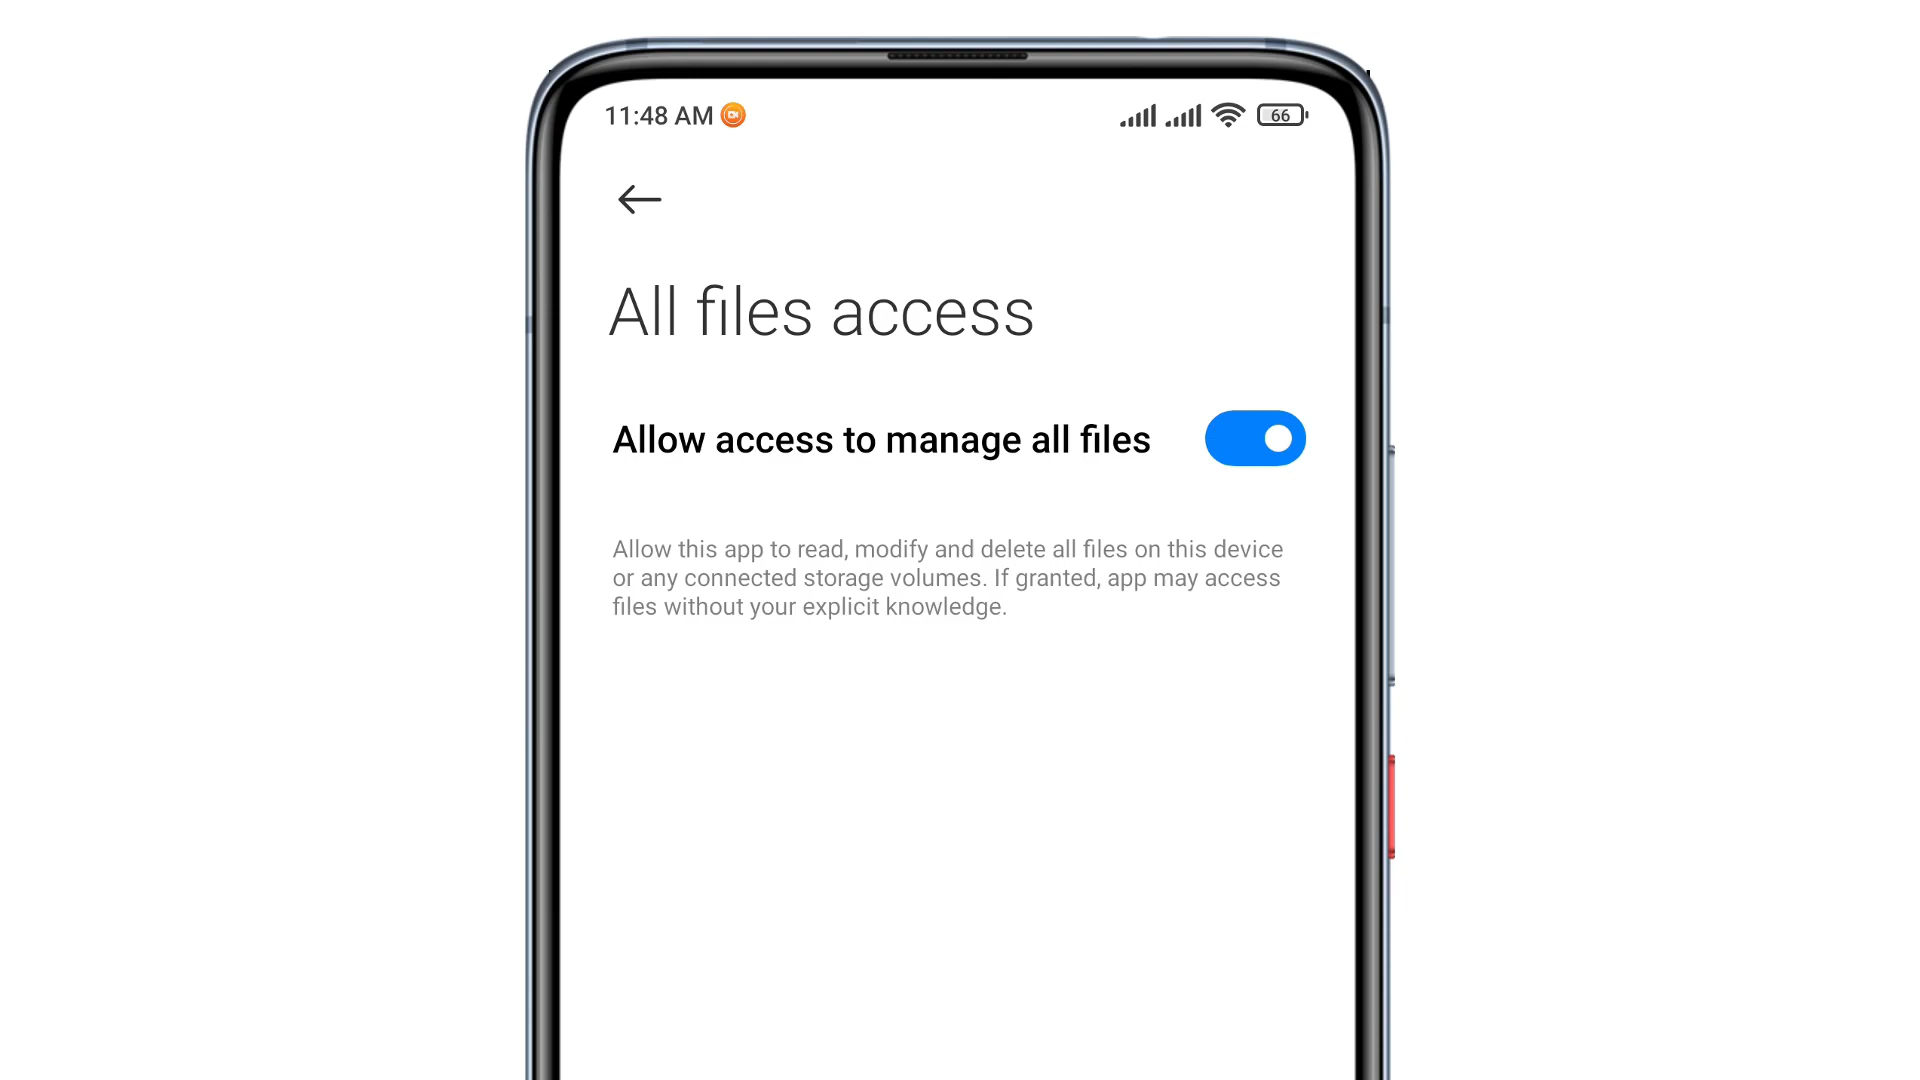 11:48 AM 66
All files access
Allow access to manage all files
Allow this app to read, modify and delete all files on this device
or any connected storage volumes. If granted, app may access
files without your explicit knowledge.